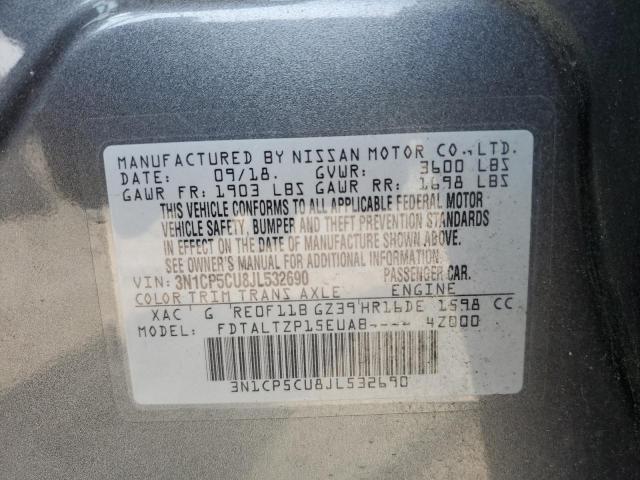 MANUFACTURED BY NISSAN MOTOR CO.,LTD.
DATE: 09/18. GVWR: 3600 LBS
GAWR FR: 1903 LBS GAWR RR: 1698 LBS
THIS VEHICLE CONFORMS TO ALL APPLICABLE FEDERAL MOTOR
VEHICLE SAFETY, BUMPER AND THEFT PREVENTION STANDARDS
IN EFFECT ON THE DATE OF MANUFACTURE SHOWN ABOVE.
SEE OWNER'S MANUAL FOR ADDITIONAL INFORMATION.
VIN: 3N1CP5CU8JL532690 PASSENGER CAR.
COLOR TRIM TRANS AXLE ENGINE
XAC G RE0F11B GZ39 HR16DE 1598 CC
MODEL: FDTALTZP15EUAB---- 4Z000
3N1CP5CU8JL532690